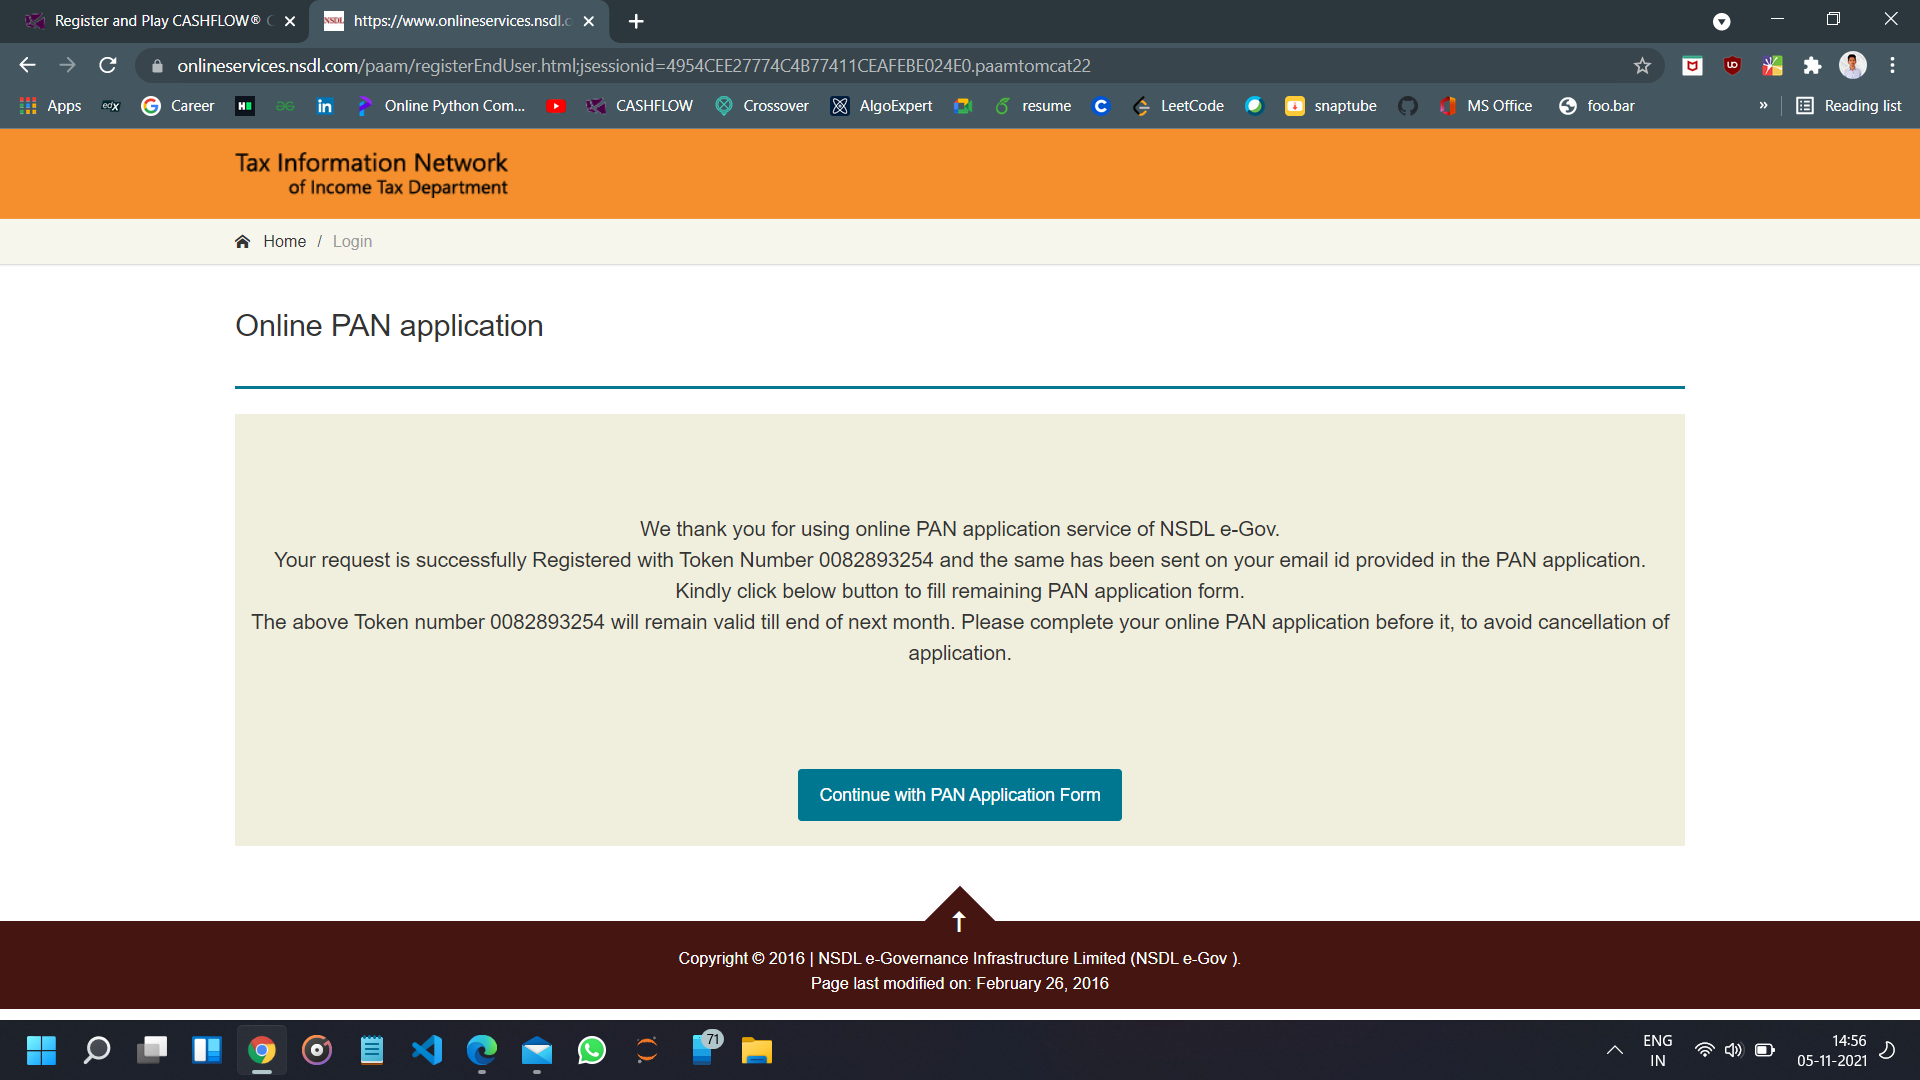 Register and Play CASHFLOW® C
https://www.onlineservices.nsdl.c
onlineservices.nsdl.com/paam/registerEndUser.html;jsessionid=4954CEE27774C4B77411CEAFEBE024E0.paamtomcat22
Apps edX Career Online Python Com... CASHFLOW Crossover AlgoExpert resume LeetCode snaptube MS Office foo.bar » Reading list
Tax Information Network
of Income Tax Department
Home / Login
Online PAN application
We thank you for using online PAN application service of NSDL e-Gov.
Your request is successfully Registered with Token Number 0082893254 and the same has been sent on your email id provided in the PAN application.
Kindly click below button to fill remaining PAN application form.
The above Token number 0082893254 will remain valid till end of next month. Please complete your online PAN application before it, to avoid cancellation of
application.
Continue with PAN Application Form
Copyright © 2016 | NSDL e-Governance Infrastructure Limited (NSDL e-Gov ).
Page last modified on: February 26, 2016
71
ENG
IN
14:56
05-11-2021